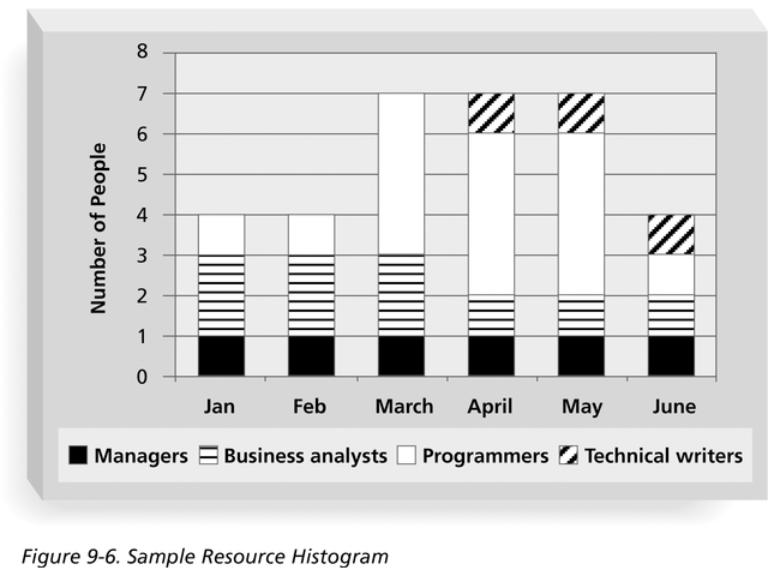 8
7
6
5
4
3
2
1
0
Number of People
Jan Feb March April May June
Managers Business analysts Programmers Technical writers
Figure 9-6. Sample Resource Histogram